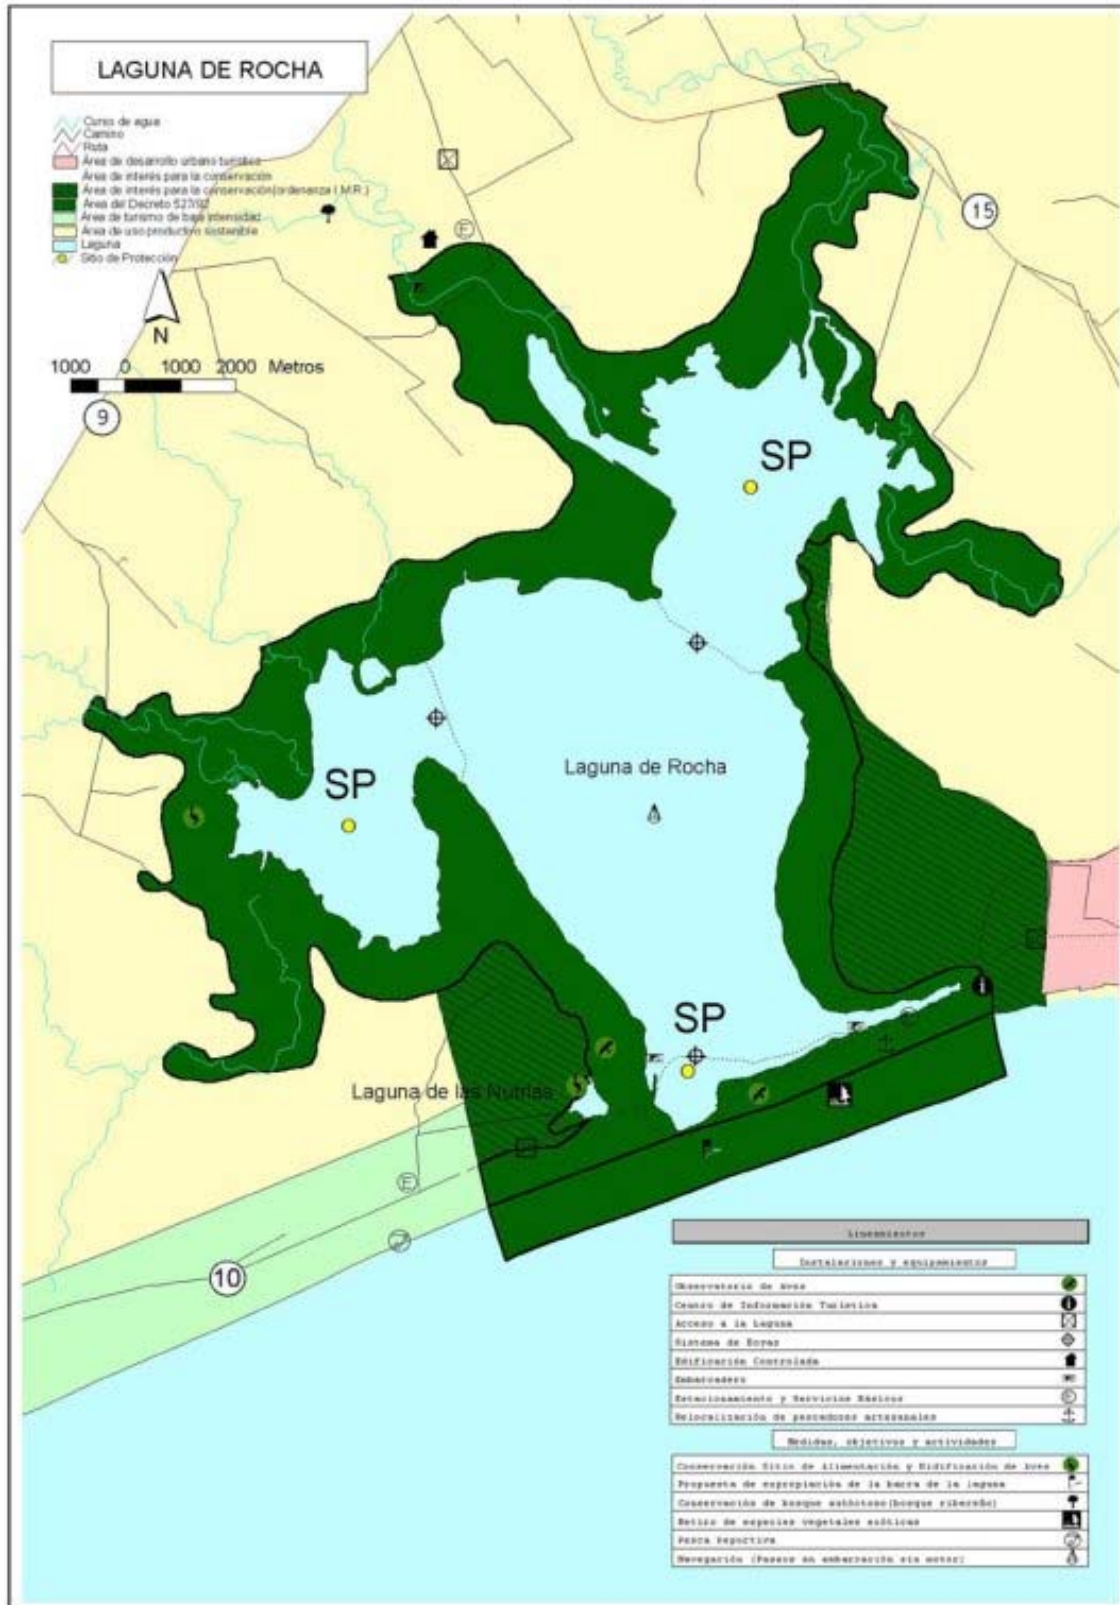 LAGUNA DE ROCHA
Curso de agua
Camino
Ruta
Área de desarrollo urbano turístico
Área de interés para la conservación
Área de interés para la conservación(ordenanza I.M.R.)
Área del Decreto 527/92
Área de turismo de baja intensidad
Área de uso productivo sostenible
Laguna
Sitio de Protección
N
1000 0 1000 2000 Metros
9
15
E
SP
SP
Laguna de Rocha
SP
Laguna de las Nutrias
E
10
Lineamientos
Instalaciones y equipamientos
Observatorio de Aves
Centro de Información Turística
Acceso a la Laguna
Sistema de Boyas
Edificación Controlada
Embarcadero
Estacionamiento y Servicios Básicos
Relocalización de pescadores artesanales
Medidas, objetivos y actividades
Conservación Sitio de Alimentación y Nidificación de Aves
Propuesta de expropiación de la barra de la laguna
Conservación de bosque autóctono(bosque ribereño)
Retiro de especies vegetales exóticas
Pesca Deportiva
Navegación (Paseos en embarcación sin motor)